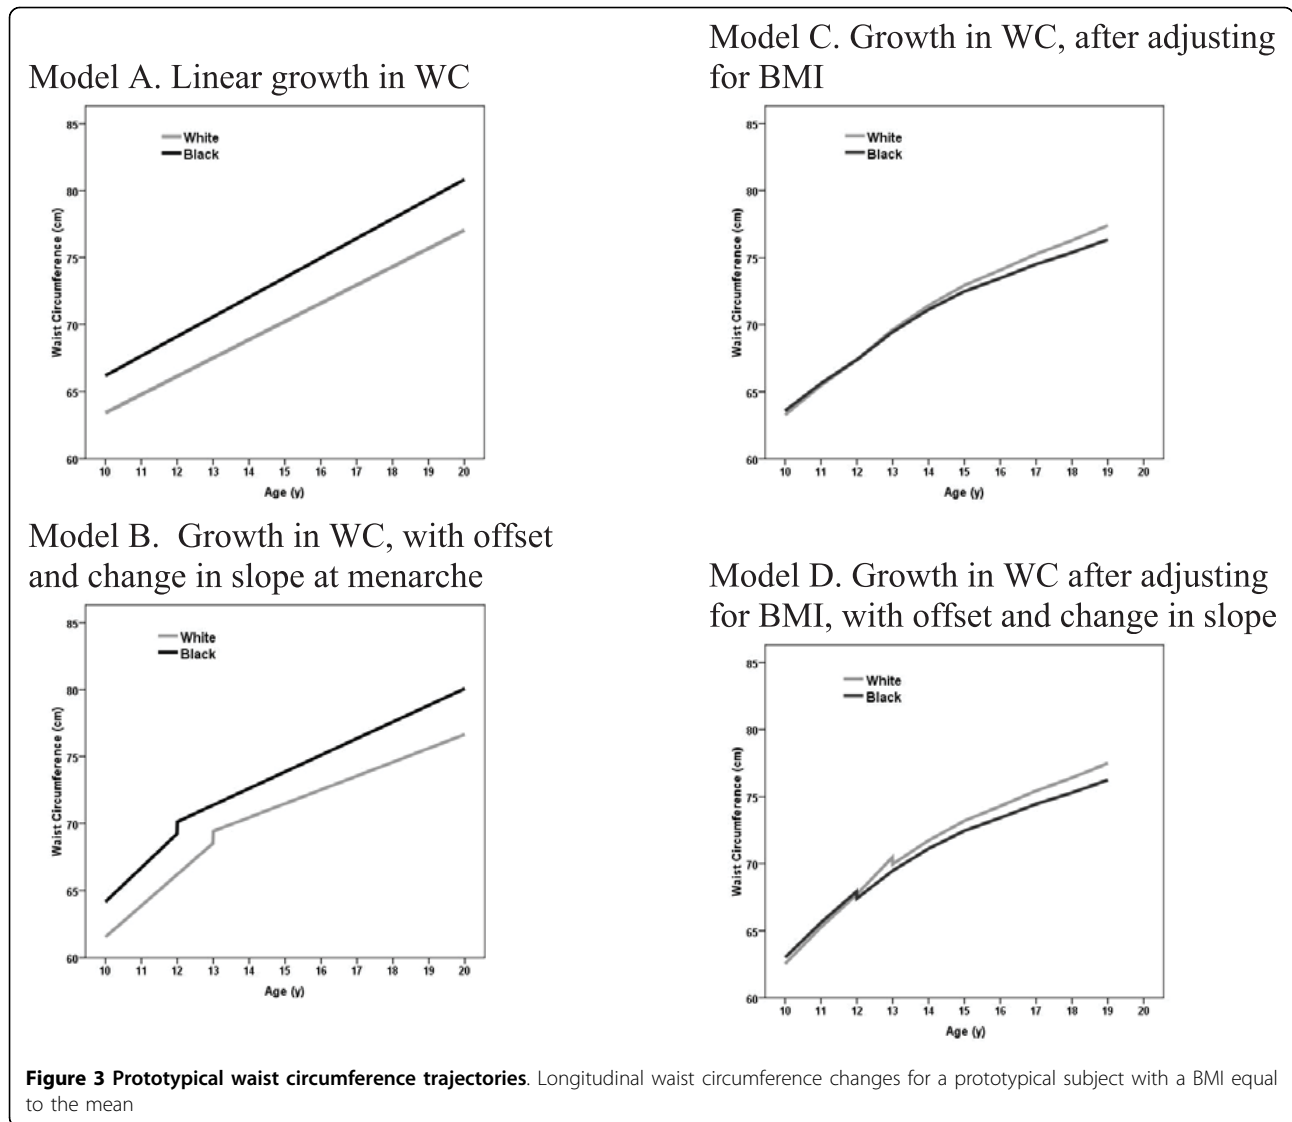 Model A. Linear growth in WC
85
80
75
70
65
60
Waist Circumference (cm)
White
Black
10 11 12 13 14 15 16 17 18 19 20
Age (y)
Model C. Growth in WC, after adjusting
for BMI
85
80
75
70
65
60
Waist Circumference (cm)
White
Black
10 11 12 13 14 15 16 17 18 19 20
Age (y)
Model B. Growth in WC, with offset
and change in slope at menarche
85
80
75
70
65
60
Waist Circumference (cm)
White
Black
10 11 12 13 14 15 16 17 18 19 20
Age (y)
Model D. Growth in WC after adjusting
for BMI, with offset and change in slope
85
80
75
70
65
60
Waist Circumference (cm)
White
Black
10 11 12 13 14 15 16 17 18 19 20
Age (y)
Figure 3 Prototypical waist circumference trajectories. Longitudinal waist circumference changes for a prototypical subject with a BMI equal
to the mean